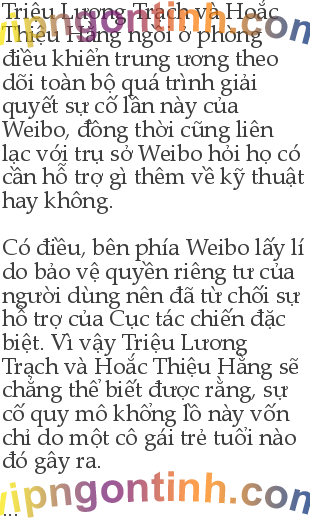 Triệu Lương Trạch và Hoắc
Thiệu Hằng ngồi ở phòng
điều khiển trung ương theo
dõi toàn bộ quá trình giải
quyết sự cố lần này của
Weibo, đồng thời cũng liên
lạc với trụ sở Weibo hỏi họ có
cần hỗ trợ gì thêm về kỹ thuật
hay không.
Có điều, bên phía Weibo lấy lí
do bảo vệ quyền riêng tư của
người dùng nên đã từ chối sự
hỗ trợ của Cục tác chiến đặc
biệt. Vì vậy Triệu Lương
Trạch và Hoắc Thiệu Hằng sẽ
chẳng thể biết được rằng, sự
cố quy mô khổng lồ này vốn
chỉ do một cô gái trẻ tuổi nào
đó gây ra.
vipngontinh.com
...